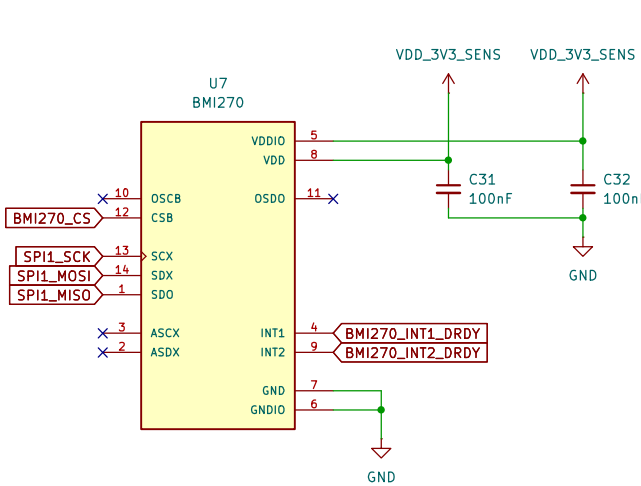 VDD_3V3_SENS VDD_3V3_SENS
U7
BMI270
VDDIO 5
VDD 8
C31 C32
100nF 100nF
10 OSCB OSDO 11
BMI270_CS 12 CSB
SPI1_SCK 13 SCX
SPI1_MOSI 14 SDX
SPI1_MISO 1 SDO
GND
3 ASCX INT1 4 BMI270_INT1_DRDY
2 ASDX INT2 9 BMI270_INT2_DRDY
GND 7
GNDIO 6
GND